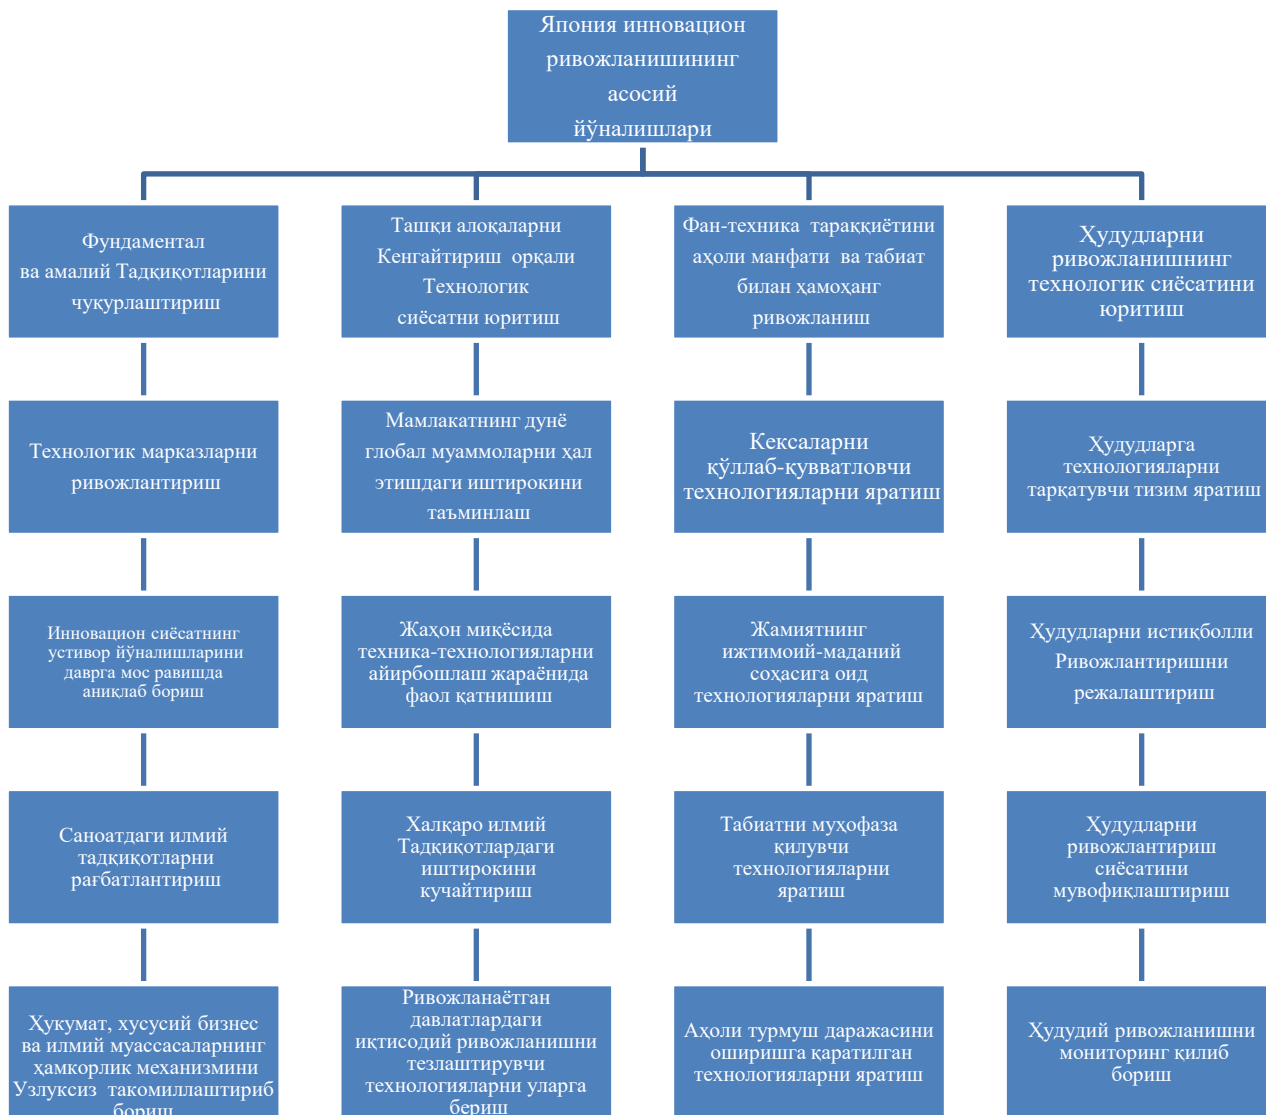 Япония инновацион
ривожланишининг
асосий
йўналишлари
Фундаментал
ва амалий Тадқиқотларини
чуқурлаштириш
Ташқи алоқаларни
Кенгайтириш орқали
Технологик
сиёсатни юритиш
Фан-техника тараққиётини
аҳоли манфати ва табиат
билан ҳамоҳанг
ривожланиш
Ҳудудларни
ривожланишнинг
технологик сиёсатини
юритиш
Технологик марказларни
ривожлантириш
Мамлакатнинг дунё
глобал муаммоларни ҳал
этишдаги иштирокини
таъминлаш
Кексаларни
қўллаб-қувватловчи
технологияларни яратиш
Ҳудудларга
технологияларни
тарқатувчи тизим яратиш
Инновацион сиёсатнинг
устивор йўналишларини
даврга мос равишда
аниқлаб бориш
Жаҳон миқёсида
техника-технологияларни
айирбошлаш жараёнида
фаол қатнишиш
Жамиятнинг
ижтимоий-маданий
соҳасига оид
технологияларни яратиш
Ҳудудларни истиқболли
Ривожлантиришни
режалаштириш
Саноатдаги илмий
тадқиқотларни
рағбатлантириш
Халқаро илмий
Тадқиқотлардаги
иштирокини
кучайтириш
Табиатни муҳофаза
қилувчи
технологияларни
яратиш
Ҳудудларни
ривожлантириш
сиёсатини
мувофиқлаштириш
Ҳукумат, хусусий бизнес
ва илмий муассасаларнинг
ҳамкорлик механизмини
Узлуксиз такомиллаштириб
бориш
Ривожланаётган
давлатлардаги
иқтисодий ривожланишни
тезлаштирувчи
технологияларни уларга
бериш
Аҳоли турмуш даражасини
оширишга қаратилган
технологияларни яратиш
Ҳудудий ривожланишни
мониторинг қилиб
бориш